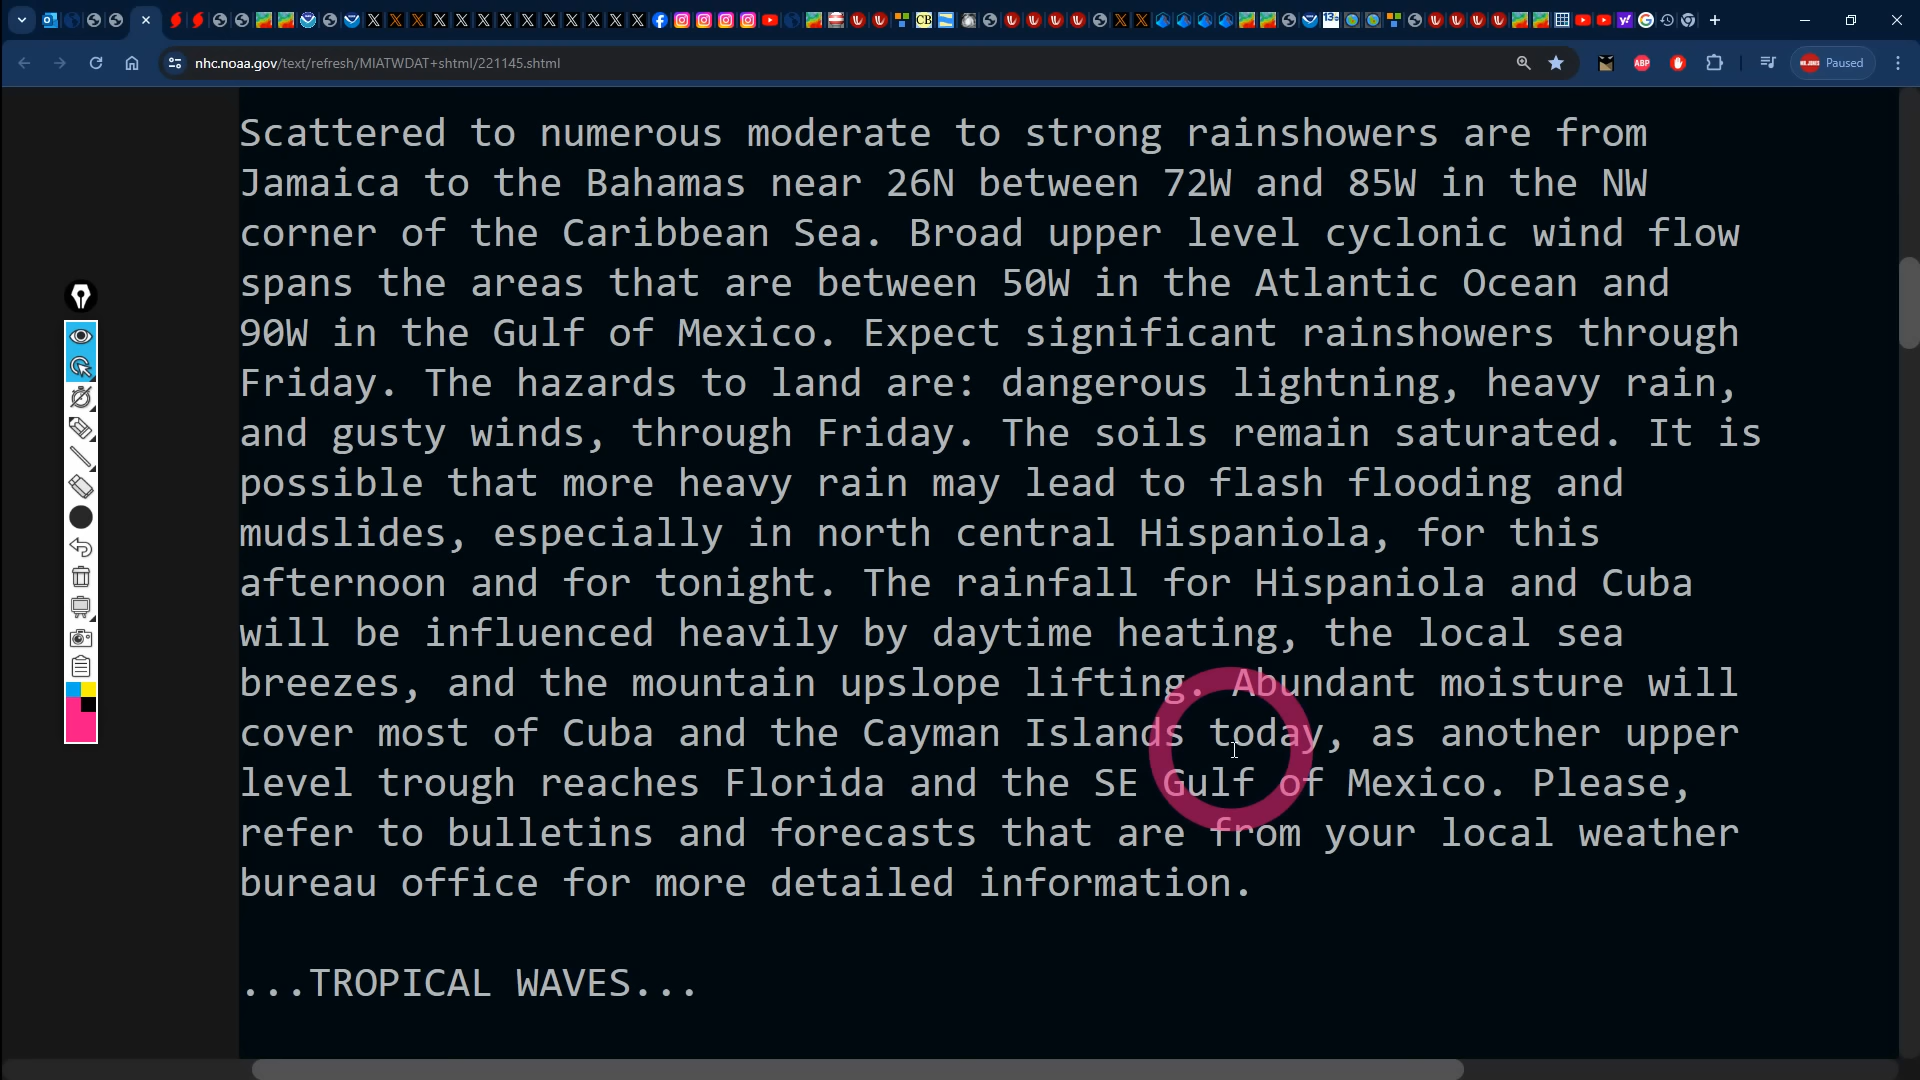 nhc.noaa.gov/text/refresh/MIATWDAT+shtml/221145.shtml
ABP
Paused
Scattered to numerous moderate to strong rainshowers are from
Jamaica to the Bahamas near 26N between 72W and 85W in the NW
corner of the Caribbean Sea. Broad upper level cyclonic wind flow
spans the areas that are between 50W in the Atlantic Ocean and
90W in the Gulf of Mexico. Expect significant rainshowers through
Friday. The hazards to land are: dangerous lightning, heavy rain,
and gusty winds, through Friday. The soils remain saturated. It is
possible that more heavy rain may lead to flash flooding and
mudslides, especially in north central Hispaniola, for this
afternoon and for tonight. The rainfall for Hispaniola and Cuba
will be influenced heavily by daytime heating, the local sea
breezes, and the mountain upslope lifting. Abundant moisture will
cover most of Cuba and the Cayman Islands today, as another upper
level trough reaches Florida and the SE Gulf of Mexico. Please,
refer to bulletins and forecasts that are from your local weather
bureau office for more detailed information.
...TROPICAL WAVES...